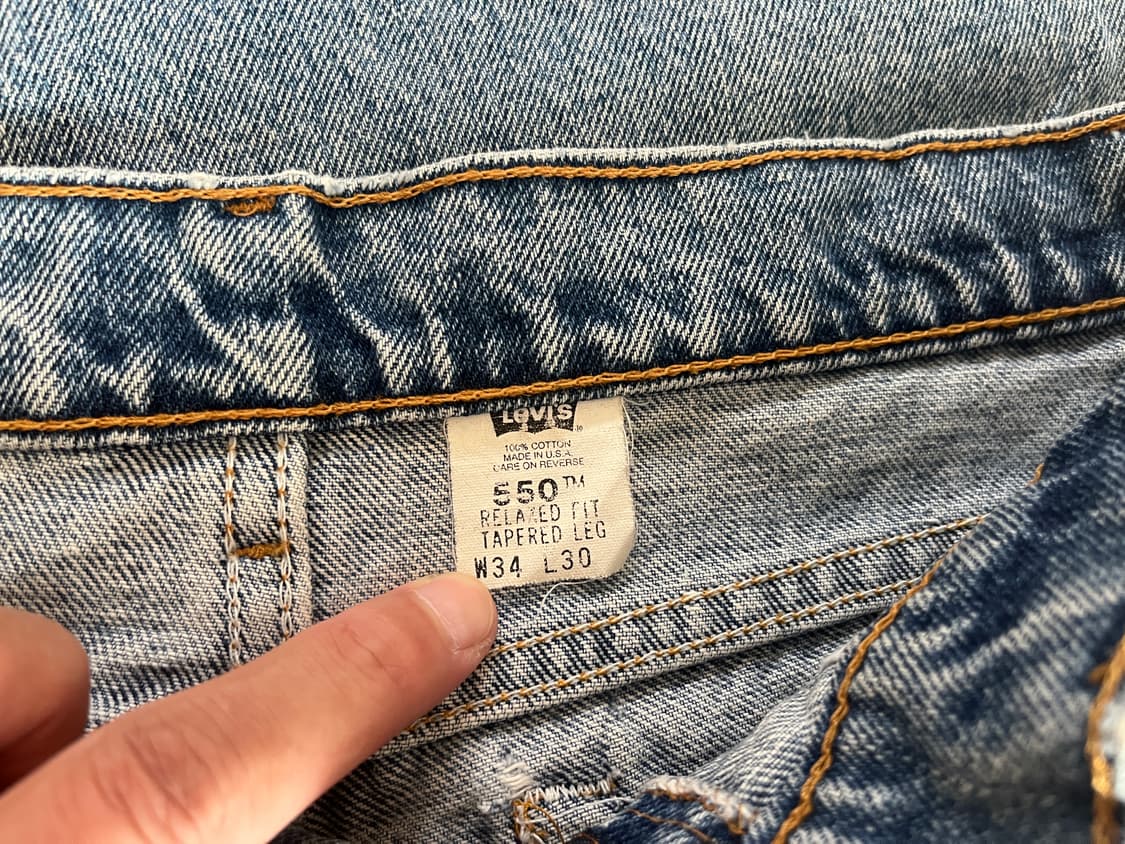 Levi's
100% COTTON
MADE IN U.S.A.
CARE ON REVERSE
550™
RELAXED FIT
TAPERED LEG
W34 L30